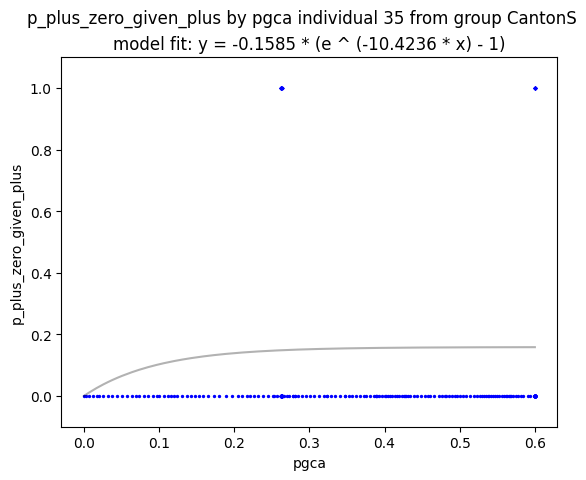 p_plus_zero_given_plus by pgca individual 35 from group CantonS
model fit: y = -0.1585 * (e ^ (-10.4236 * x) - 1)
1.0
0.8
0.6
0.4
0.2
0.0
p_plus_zero_given_plus
0.0 0.1 0.2 0.3 0.4 0.5 0.6
pgca